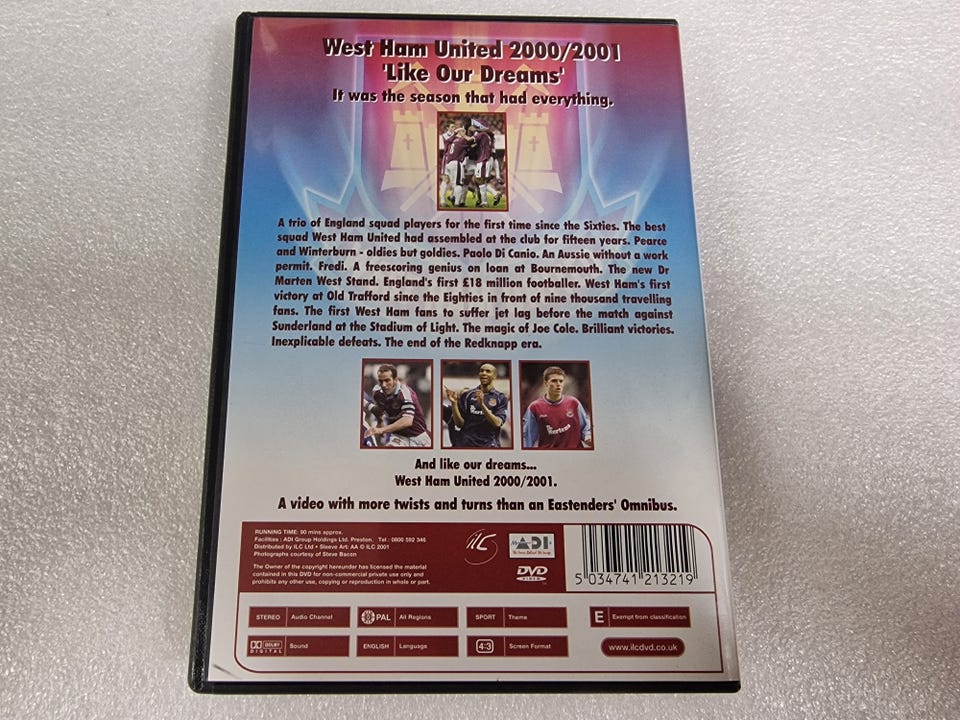 West Ham United 2000/2001
'Like Our Dreams'
It was the season that had everything.
A trio of England squad players for the first time since the Sixties. The best
squad West Ham United had assembled at the club for fifteen years. Pearce
and Winterburn - oldies but goldies. Paolo Di Canio. An Aussie without a work
permit. Fredi. A freescoring genius on loan at Bournemouth. The new Dr
Marten West Stand. England's first £18 million footballer. West Ham's first
victory at Old Trafford since the Eighties in front of nine thousand travelling
fans. The first West Ham fans to suffer jet lag before the match against
Sunderland at the Stadium of Light. The magic of Joe Cole. Brilliant victories.
Inexplicable defeats. The end of the Redknapp era.
And like our dreams...
West Ham United 2000/2001.
A video with more twists and turns than an Eastenders' Omnibus.
RUNNING TIME: 90 mins approx.
Facilities : ADI Group Holdings Ltd. Preston. Tel : 0800 592 346
Distributed by ILC Ltd • Sleeve Art: AA © ILC 2001
Photographs courtesy of Steve Bacon
The Owner of the copyright hereunder has licensed the material
contained in this DVD for non-commercial private use only and
prohibits any other use, copying or reproduction in whole or part.
ilc
ADI
DVD
VIDEO
5 034741 213219
STEREO Audio Channel
PAL All Regions
SPORT Theme
E Exempt from classification
DOLBY DIGITAL Sound
ENGLISH Language
4:3 Screen Format
www.ilcdvd.co.uk